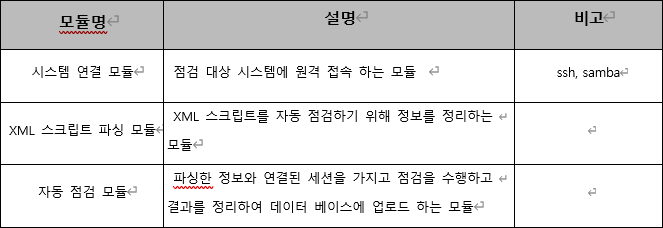 모듈명 설명 비고
시스템 연결 모듈 점검 대상 시스템에 원격 접속 하는 모듈 ssh, samba
XML 스크립트 파싱 모듈 XML 스크립트를 자동 점검하기 위해 정보를 정리하는
모듈
자동 점검 모듈 파싱한 정보와 연결된 세션을 가지고 점검을 수행하고
결과를 정리하여 데이터 베이스에 업로드 하는 모듈